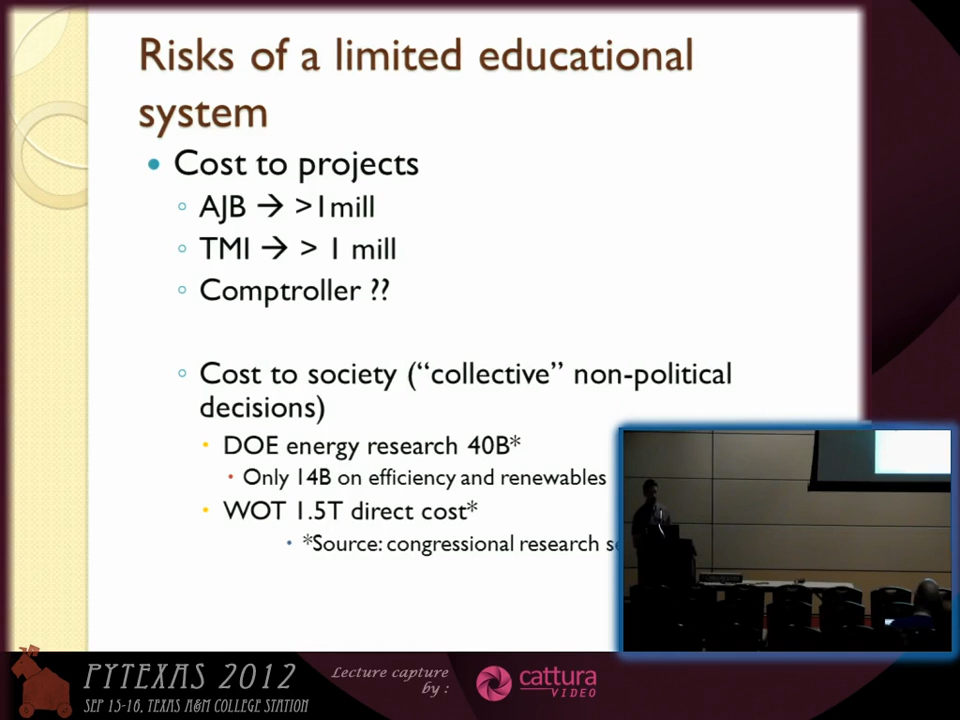 Risks of a limited educational
system
Cost to projects
AJB → >1mill
TMI → > 1 mill
Comptroller ??
Cost to society (“collective” non-political
decisions)
DOE energy research 40B*
Only 14B on efficiency and renewables
WOT 1.5T direct cost*
*Source: congressional research
PYTEXAS 2012
SEP 15-16, TEXAS A&M COLLEGE STATION
Lecture capture
by :
cattura
VIDEO